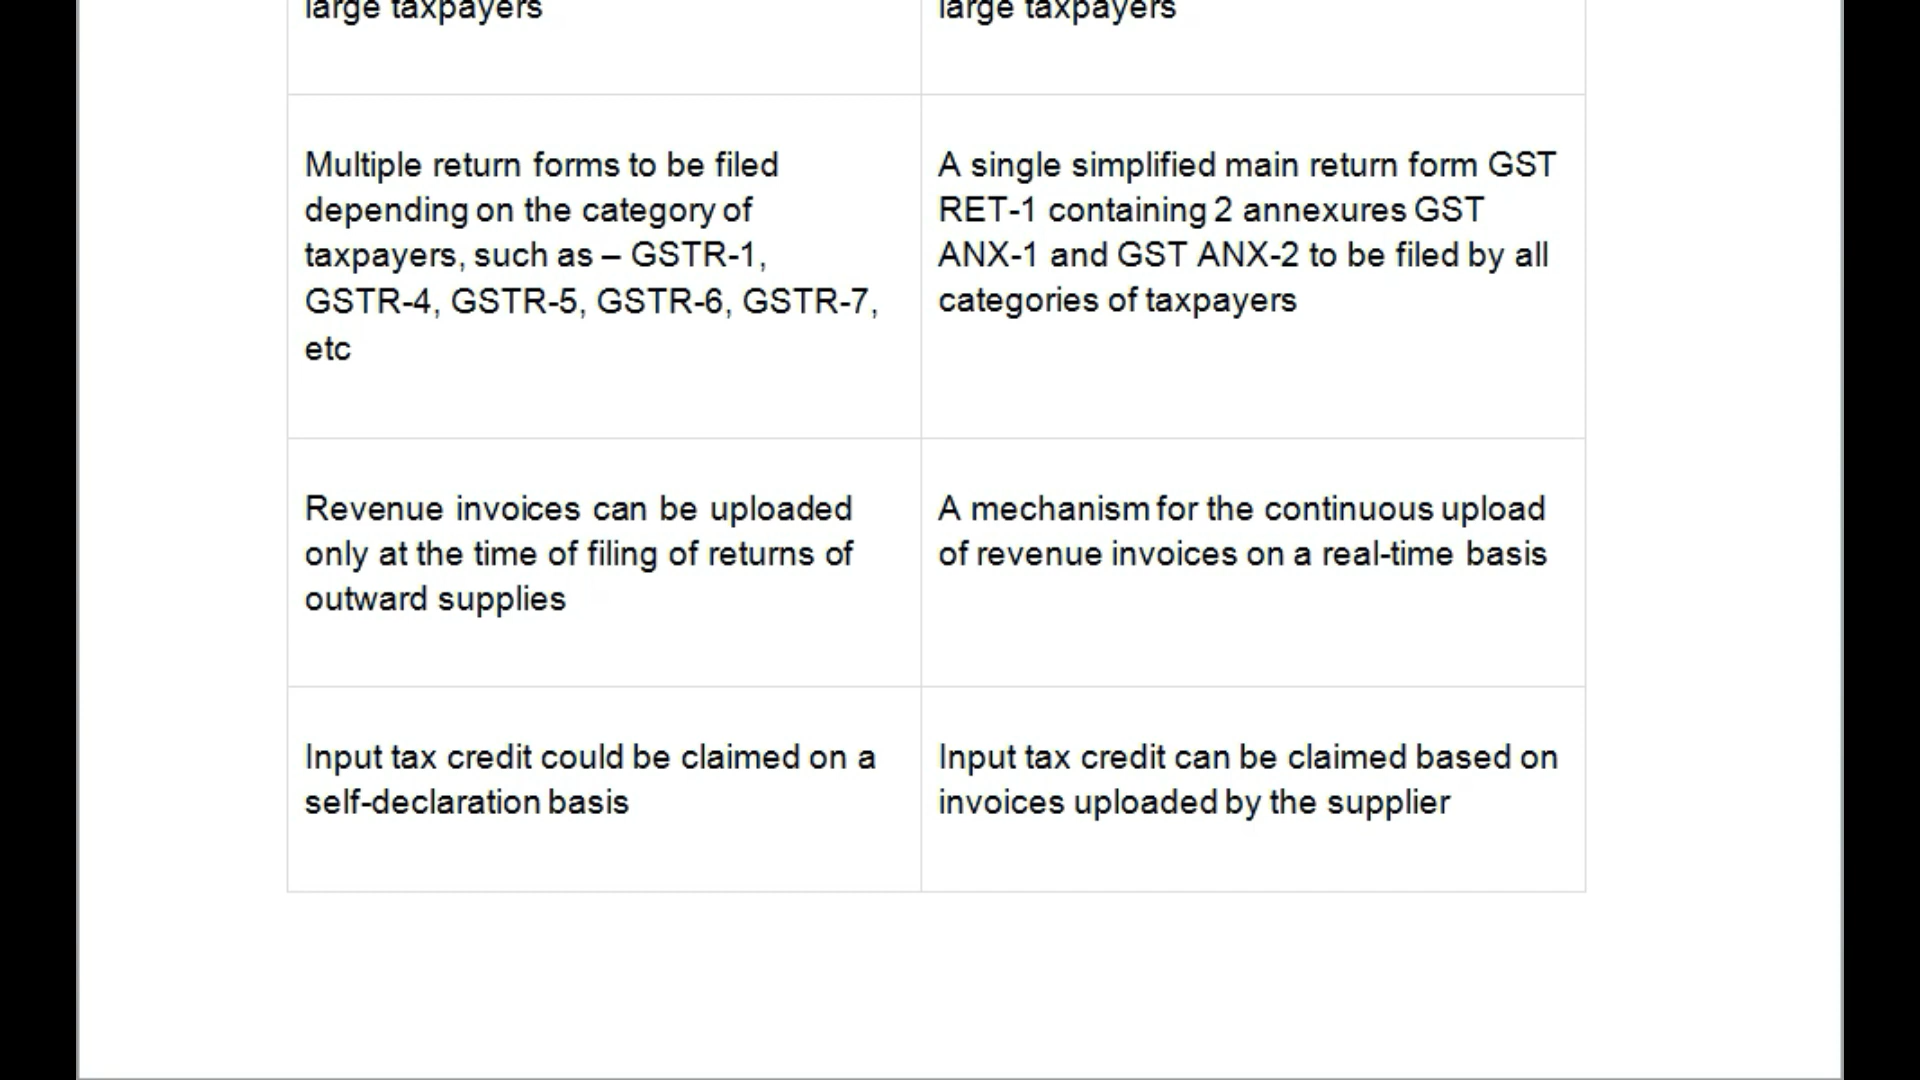 large taxpayers
large taxpayers
Multiple return forms to be filed
depending on the category of
taxpayers, such as – GSTR-1,
GSTR-4, GSTR-5, GSTR-6, GSTR-7,
etc
A single simplified main return form GST
RET-1 containing 2 annexures GST
ANX-1 and GST ANX-2 to be filed by all
categories of taxpayers
Revenue invoices can be uploaded
only at the time of filing of returns of
outward supplies
A mechanism for the continuous upload
of revenue invoices on a real-time basis
Input tax credit could be claimed on a
self-declaration basis
Input tax credit can be claimed based on
invoices uploaded by the supplier